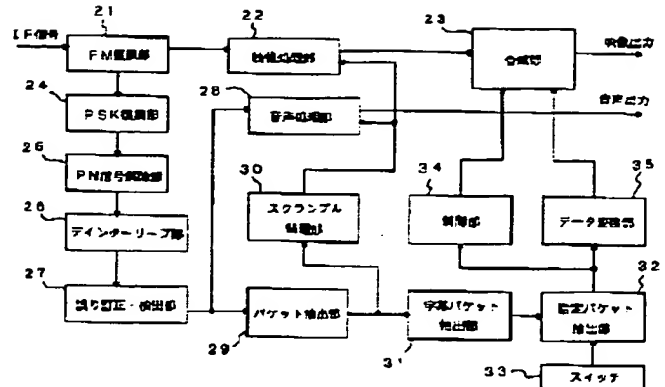 IF信号
21
FM復調部
22
映像処理部
23
合成部
映像出力
24
PSK復調部
28
音声処理部
音声出力
25
PN信号解除部
30
スクランブル
34
制御部
35
データ変換部
26
デインターリーブ部
27
誤り訂正・検出部
29
パケット抽出部
31
字幕パケット
抽出部
32
指定パケット
抽出部
33
スイッチ